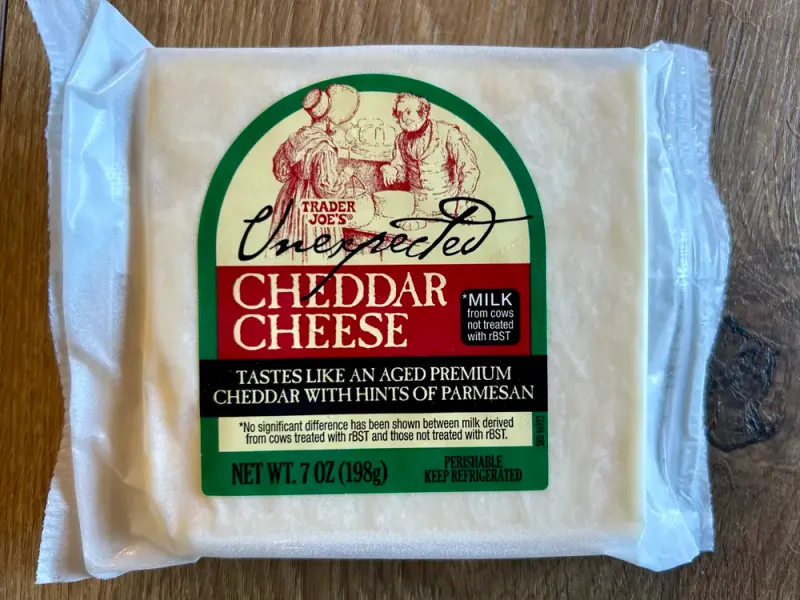 TRADER
JOE'S®
Unexpected
CHEDDAR
CHEESE
*MILK
from cows
not treated
with rBST
TASTES LIKE AN AGED PREMIUM
CHEDDAR WITH HINTS OF PARMESAN
*No significant difference has been shown between milk derived
from cows treated with rBST and those not treated with rBST.
NET WT. 7 OZ (198g)
PERISHABLE
KEEP REFRIGERATED